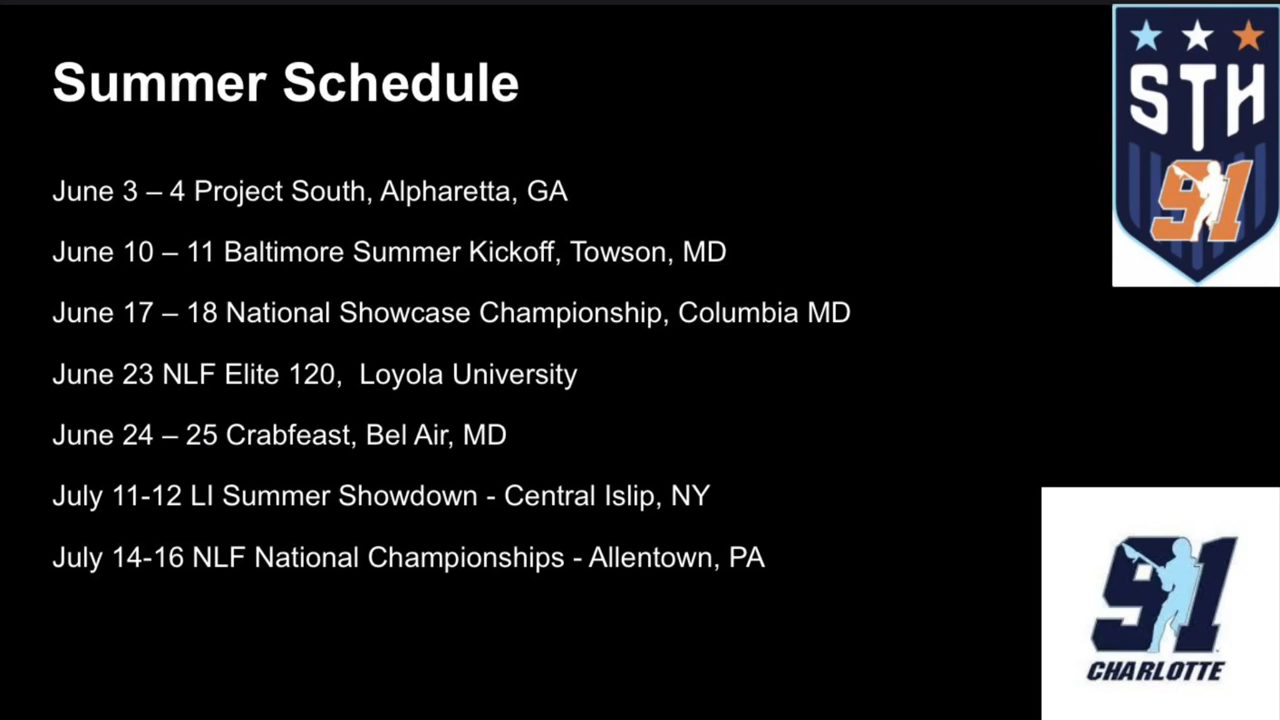 Summer Schedule
June 3 – 4 Project South, Alpharetta, GA
June 10 – 11 Baltimore Summer Kickoff, Towson, MD
June 17 – 18 National Showcase Championship, Columbia MD
June 23 NLF Elite 120,  Loyola University
June 24 – 25 Crabfeast, Bel Air, MD
July 11-12 LI Summer Showdown - Central Islip, NY
July 14-16 NLF National Championships - Allentown, PA
STH
91
91
CHARLOTTE